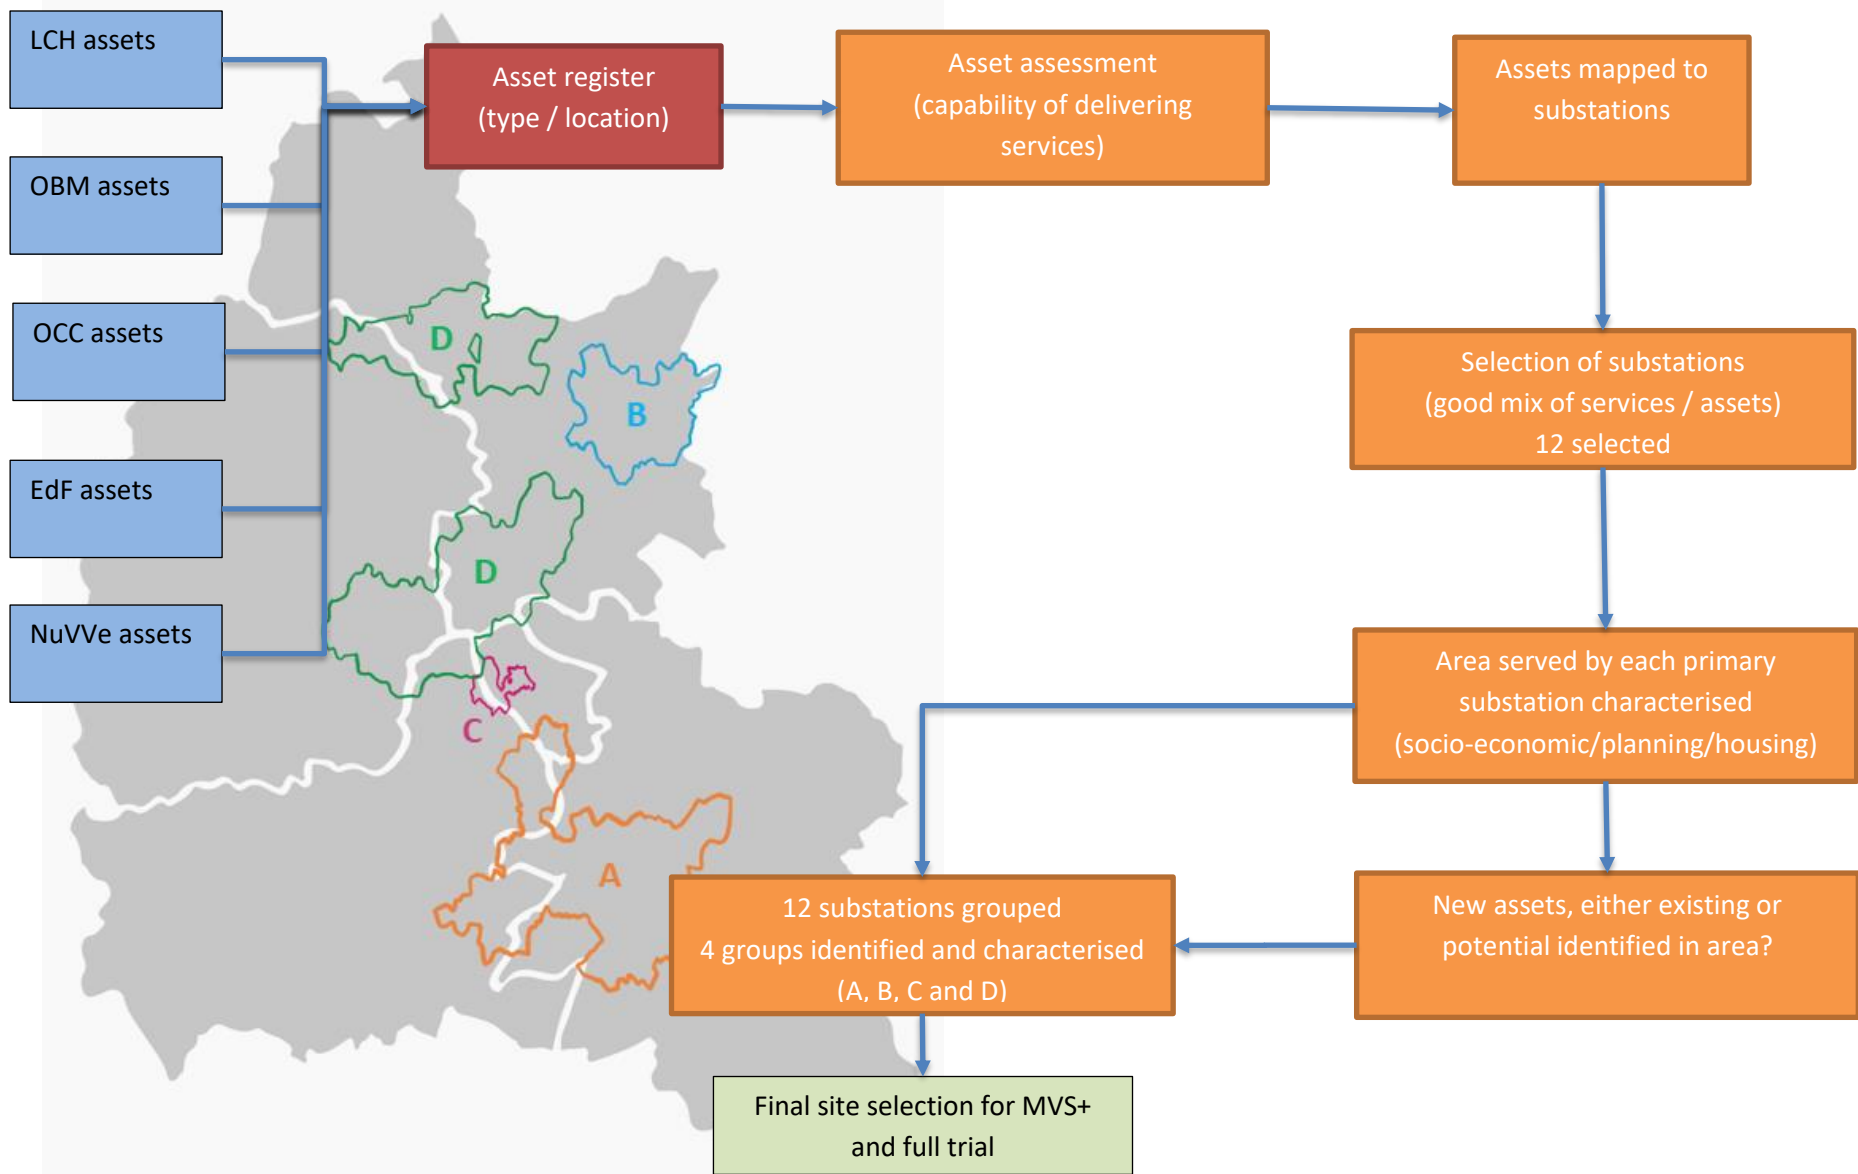 LCH assets
OBM assets
OCC assets
EdF assets
NuVVe assets
Asset register
(type / location)
Asset assessment
(capability of delivering
services)
Assets mapped to
substations
Selection of substations
(good mix of services / assets)
12 selected
Area served by each primary
substation characterised
(socio-economic/planning/housing)
New assets, either existing or
potential identified in area?
12 substations grouped
4 groups identified and characterised
(A, B, C and D)
Final site selection for MVS+
and full trial
D
B
D
C
A